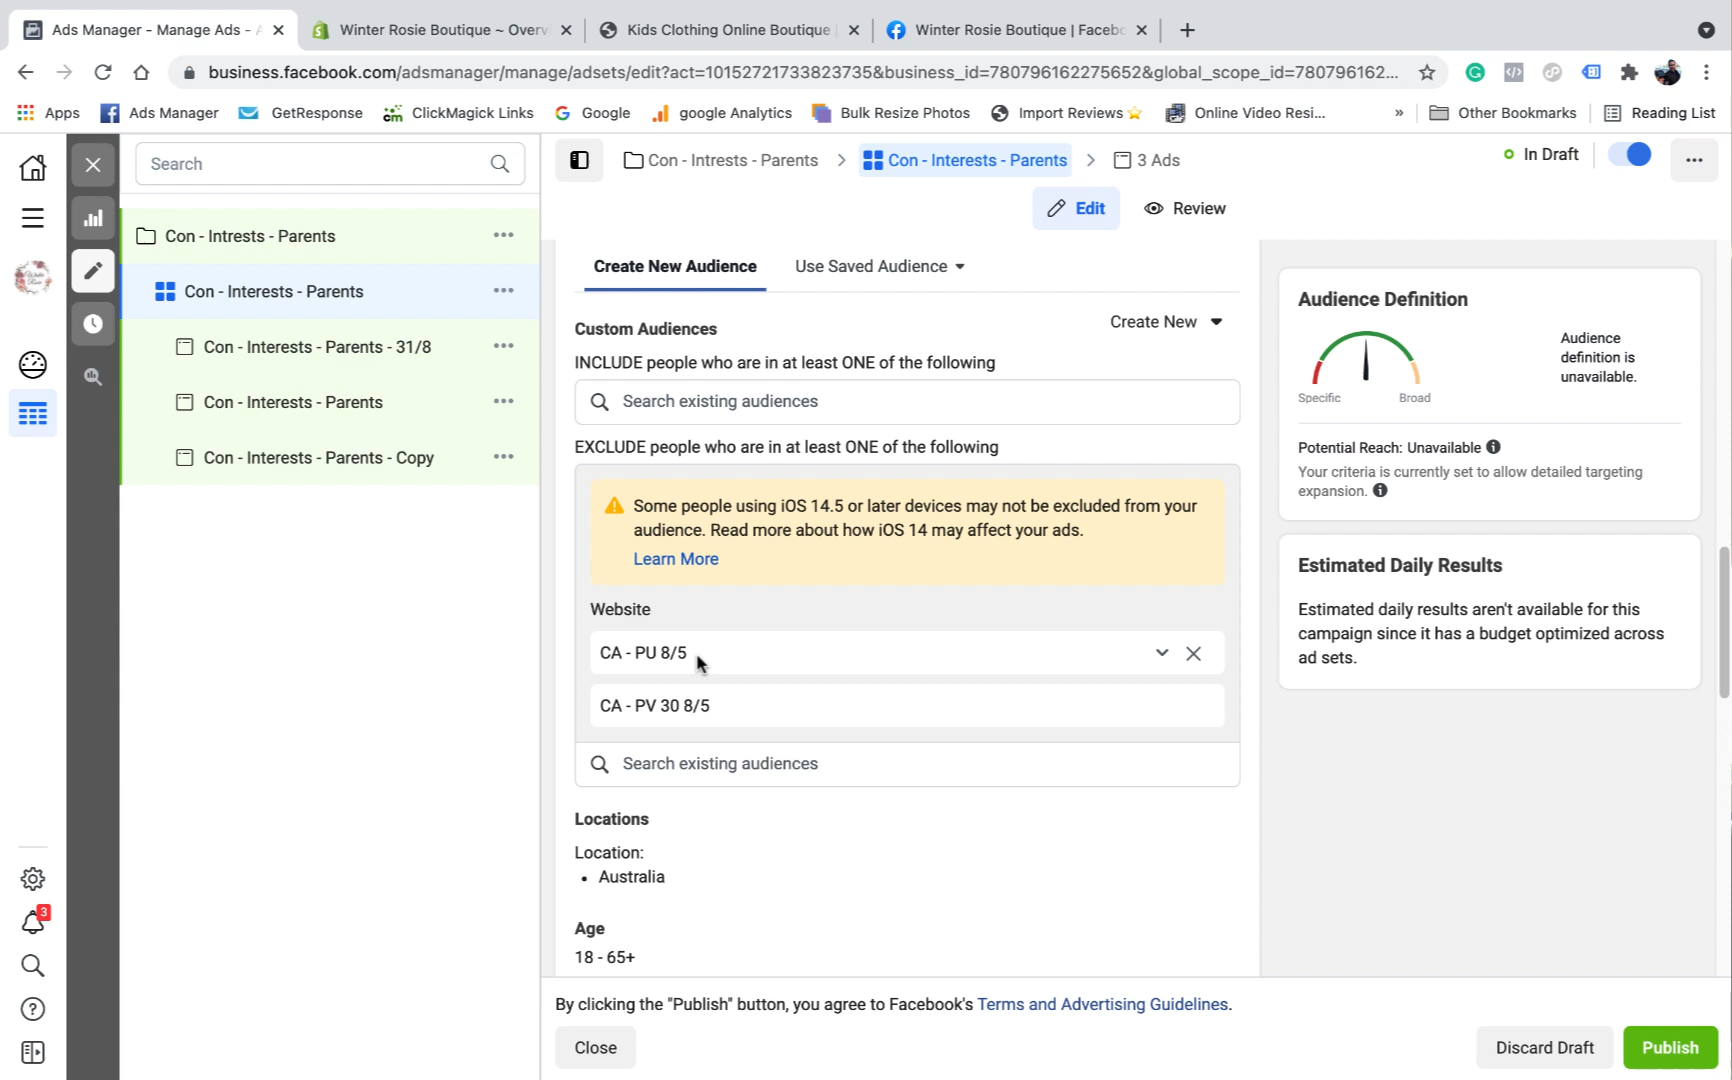 Ads Manager - Manage Ads - A
Winter Rosie Boutique ~ Overvi
Kids Clothing Online Boutique
Winter Rosie Boutique | Facebo
business.facebook.com/adsmanager/manage/adsets/edit?act=10152721733823735&business_id=780796162275652&global_scope_id=780796162...
Apps
Ads Manager
GetResponse
ClickMagick Links
Google
google Analytics
Bulk Resize Photos
Import Reviews
Online Video Resi...
»
Other Bookmarks
Reading List
Search
Con - Intrests - Parents
Con - Interests - Parents
3 Ads
In Draft
Edit
Review
Con - Intrests - Parents
Con - Interests - Parents
Con - Interests - Parents - 31/8
Con - Interests - Parents
Con - Interests - Parents - Copy
3
Create New Audience
Use Saved Audience
Custom Audiences
Create New
INCLUDE people who are in at least ONE of the following
Search existing audiences
EXCLUDE people who are in at least ONE of the following
Some people using iOS 14.5 or later devices may not be excluded from your
audience. Read more about how iOS 14 may affect your ads.
Learn More
Website
CA - PU 8/5
CA - PV 30 8/5
Search existing audiences
Locations
Location:
• Australia
Age
18 - 65+
Audience Definition
Specific
Broad
Audience
definition is
unavailable.
Potential Reach: Unavailable
Your criteria is currently set to allow detailed targeting
expansion.
Estimated Daily Results
Estimated daily results aren't available for this
campaign since it has a budget optimized across
ad sets.
By clicking the "Publish" button, you agree to Facebook's Terms and Advertising Guidelines.
Close
Discard Draft
Publish